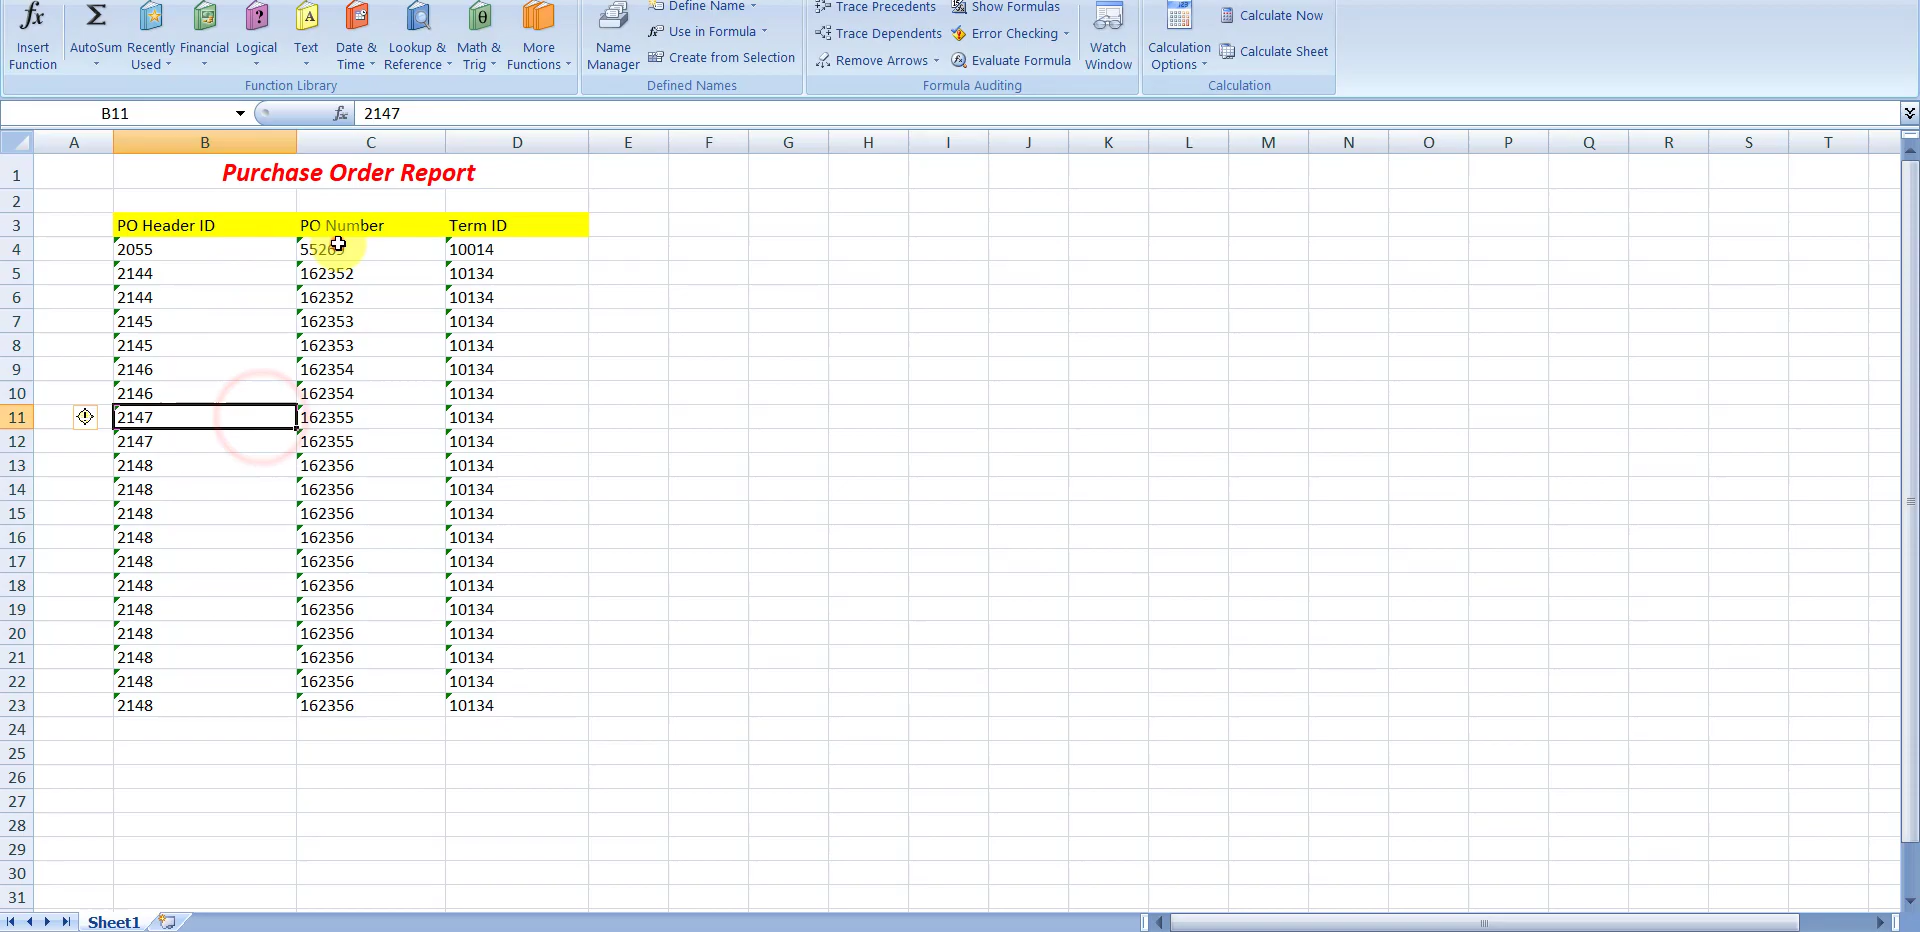 Insert Function
AutoSum
Recently Used
Financial
Logical
Text
Date & Time
Lookup & Reference
Math & Trig
More Functions
Function Library
Name Manager
Define Name
Use in Formula
Create from Selection
Defined Names
Trace Precedents
Trace Dependents
Remove Arrows
Show Formulas
Error Checking
Evaluate Formula
Formula Auditing
Watch Window
Calculation Options
Calculate Now
Calculate Sheet
Calculation
B11 fx 2147
A B C D E F G H I J K L M N O P Q R S T
1 Purchase Order Report
2
3 PO Header ID PO Number Term ID
4 2055 10014
5 2144 162352 10134
6 2144 162352 10134
7 2145 162353 10134
8 2145 162353 10134
9 2146 162354 10134
10 2146 162354 10134
11 2147 162355 10134
12 2147 162355 10134
13 2148 162356 10134
14 2148 162356 10134
15 2148 162356 10134
16 2148 162356 10134
17 2148 162356 10134
18 2148 162356 10134
19 2148 162356 10134
20 2148 162356 10134
21 2148 162356 10134
22 2148 162356 10134
23 2148 162356 10134
24
25
26
27
28
29
30
31
Sheet1